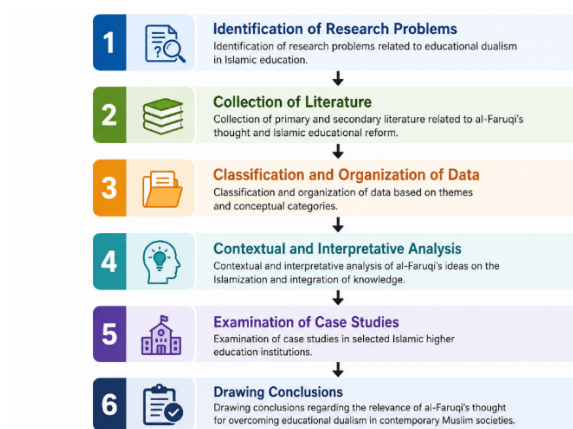 1
Identification of Research Problems
Identification of research problems related to educational dualism
in Islamic education.
2
Collection of Literature
Collection of primary and secondary literature related to al-Faruqi's
thought and Islamic educational reform.
3
Classification and Organization of Data
Classification and organization of data based on themes
and conceptual categories.
4
Contextual and Interpretative Analysis
Contextual and interpretative analysis of al-Faruqi's ideas on the
Islamization and integration of knowledge.
5
Examination of Case Studies
Examination of case studies in selected Islamic higher
education institutions.
6
Drawing Conclusions
Drawing conclusions regarding the relevance of al-Faruqi's thought
for overcoming educational dualism in contemporary Muslim societies.